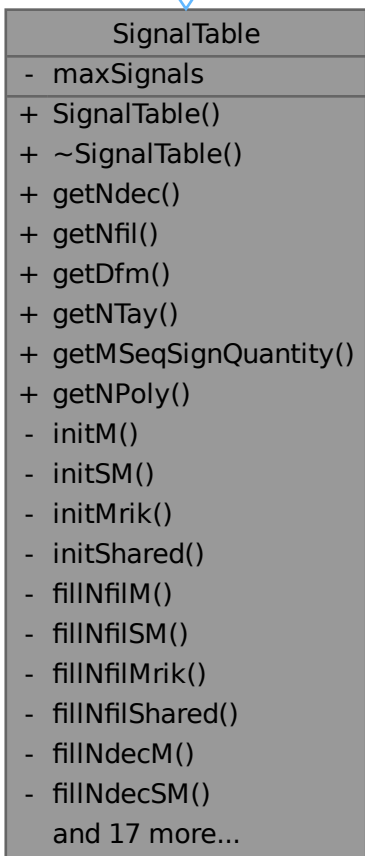 SignalTable
- maxSignals
+ SignalTable()
+ ~SignalTable()
+ getNdec()
+ getNfil()
+ getDfm()
+ getNTay()
+ getMSeqSignQuantity()
+ getNPoly()
- initM()
- initSM()
- initMrik()
- initShared()
- fillNfilM()
- fillNfilSM()
- fillNfilMrik()
- fillNfilShared()
- fillNdecM()
- fillNdecSM()
and 17 more...